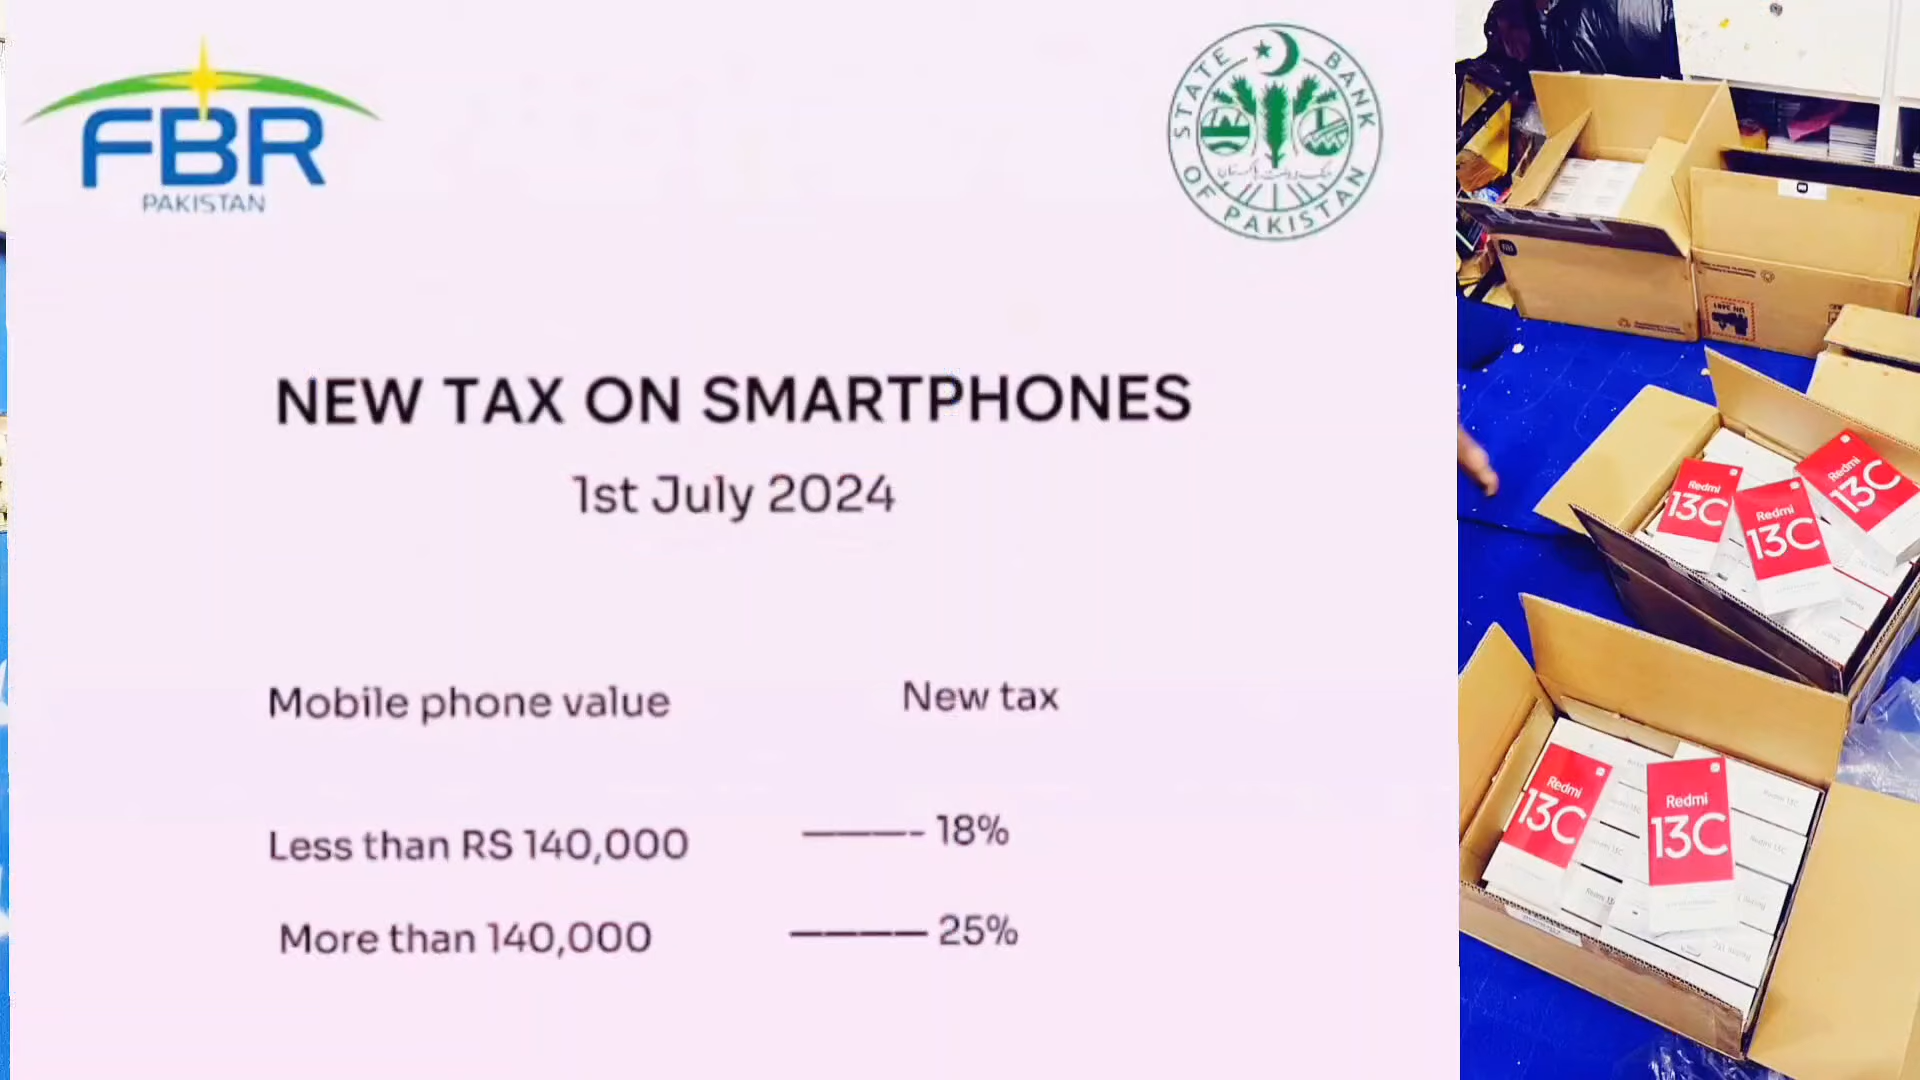 FBR
PAKISTAN
STATE BANK OF PAKISTAN
NEW TAX ON SMARTPHONES
1st July 2024
Mobile phone value New tax
Less than RS 140,000 ————- 18%
More than 140,000 ————— 25%
Redmi
13C
Redmi
13C
Redmi
13C
Redmi
13C
Redmi
13C